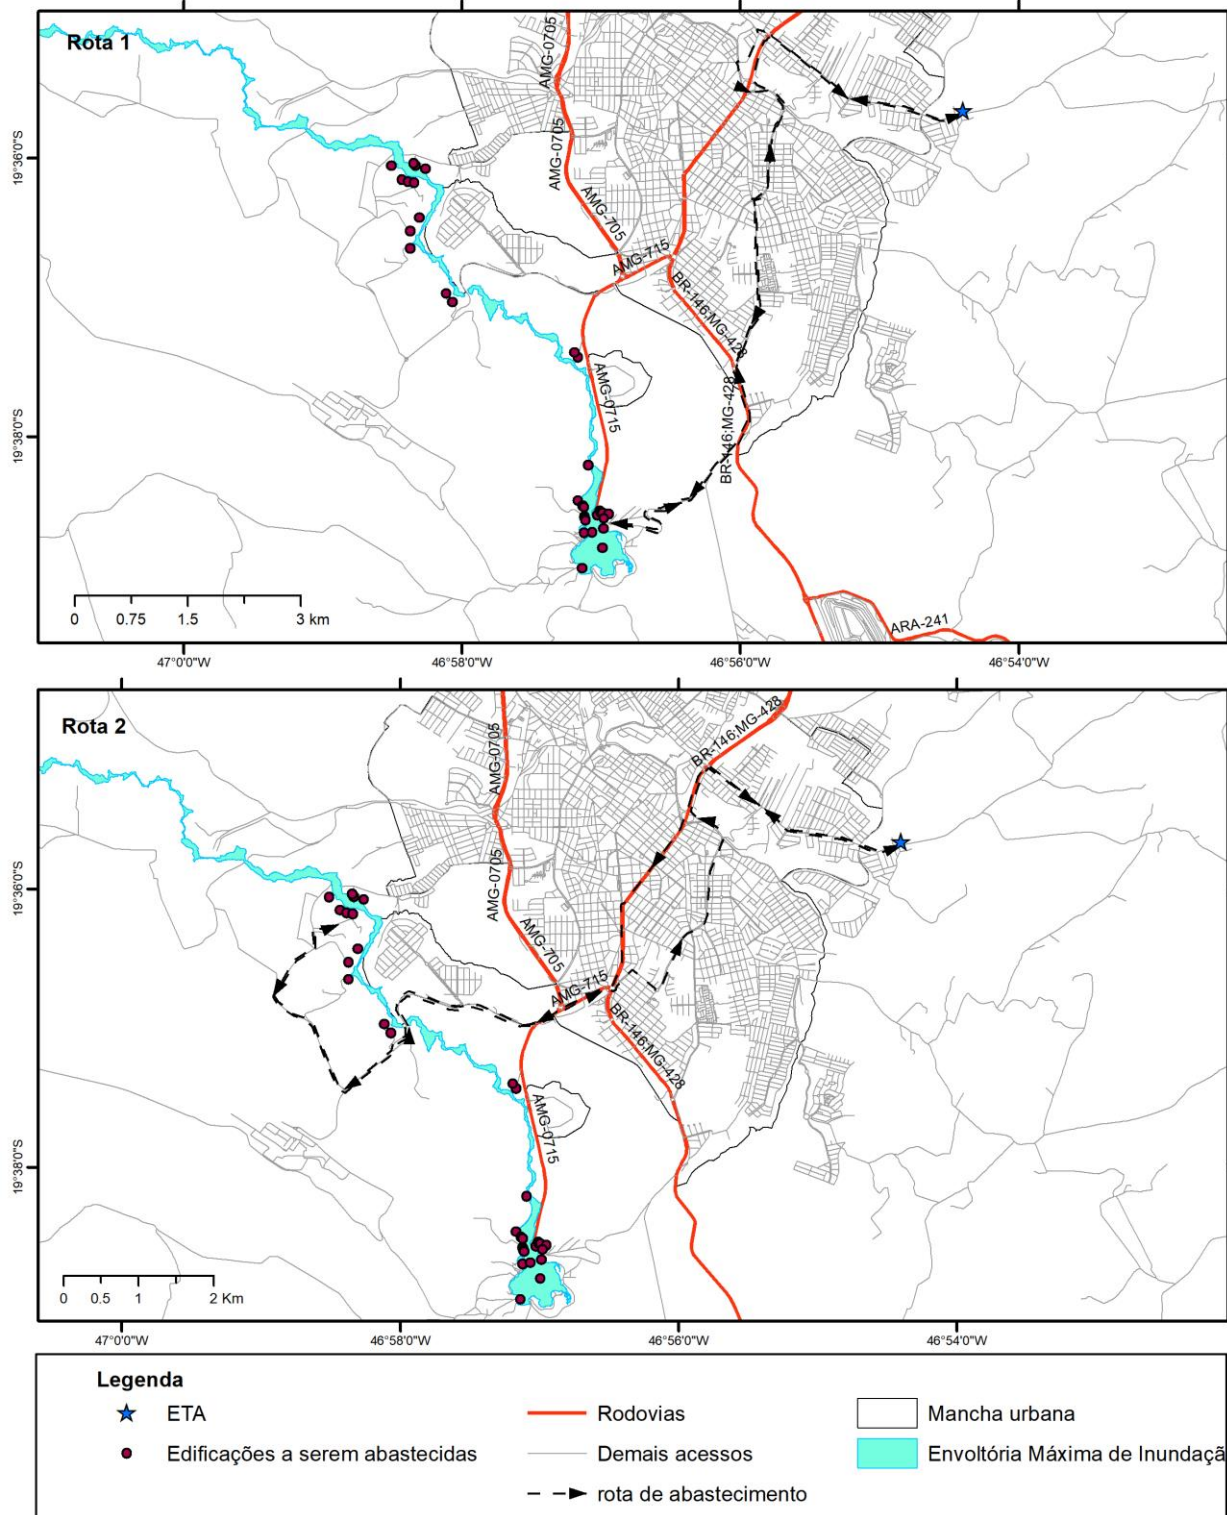 Rota 1
AMG-0705
AMG-0705
AMG-705
AMG-715
BR-146;MG-428
BR-146;MG-428
AMG-0715
ARA-241
19°36'0"S
19°38'0"S
0 0.75 1.5 3 km
47°0'0"W 46°58'0"W 46°56'0"W 46°54'0"W
Rota 2
AMG-0705
BR-146;MG-428
AMG-0705
AMG-705
AMG-715
BR-146;MG-428
AMG-0715
19°36'0"S
19°38'0"S
0 0.5 1 2 Km
47°0'0"W 46°58'0"W 46°56'0"W 46°54'0"W
Legenda
ETA Rodovias Mancha urbana
Edificações a serem abastecidas Demais acessos Envoltória Máxima de Inundaçã
rota de abastecimento